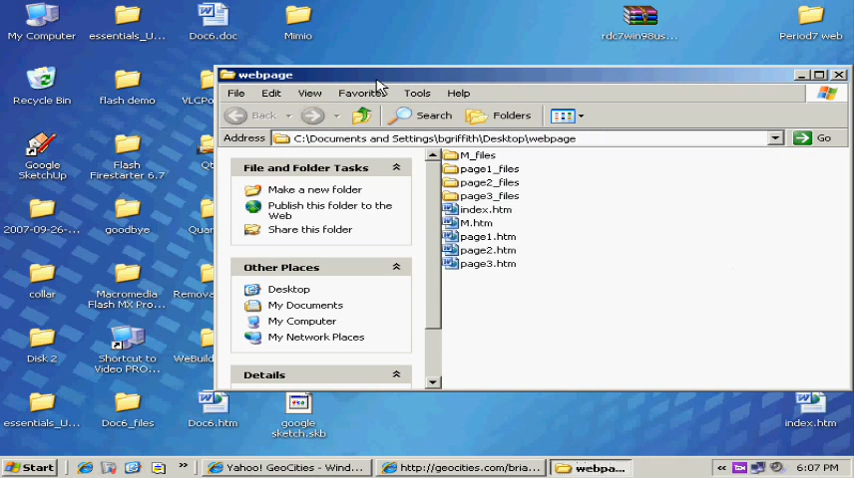 My Computer
essentials_U...
Doc6.doc
Mimio
rdc7win98us...
Period7 web
webpage
File Edit View Favorites Tools Help
Back Search Folders
Address C:\Documents and Settings\bgriffith\Desktop\webpage Go
Recycle Bin
flash demo
VLCPo
Google
SketchUp
Flash
Firestarter 6.7
Qt
2007-09-26-...
goodbye
Quar
collar
Macromedia
Flash MX Pro...
Remova
Disk 2
Shortcut to
Video PRO...
WeBuild
File and Folder Tasks
Make a new folder
Publish this folder to the
Web
Share this folder
Other Places
Desktop
My Documents
My Computer
My Network Places
Details
M_files
page1_files
page2_files
page3_files
index.htm
M.htm
page1.htm
page2.htm
page3.htm
essentials_U...
Doc6_files
Doc6.htm
google
sketch.skb
index.htm
Start » Yahoo! GeoCities - Wind... http://geocities.com/bria... webpa... « 6:07 PM